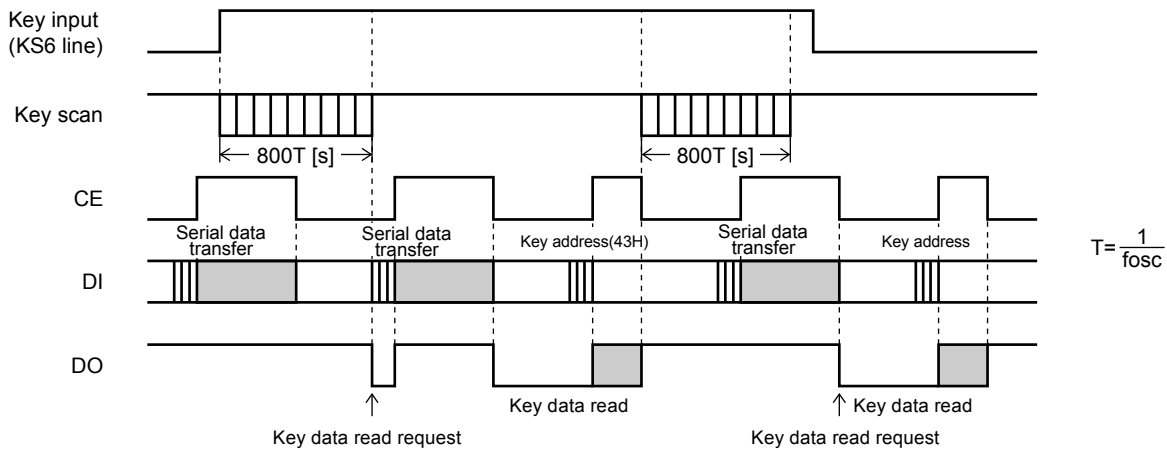 Key input
(KS6 line)
Key scan
800T [s]
800T [s]
CE
Serial data
transfer
Serial data
transfer
Key address(43H)
Serial data
transfer
Key address
T=1/fosc
DI
DO
Key data read
Key data read
Key data read request
Key data read request